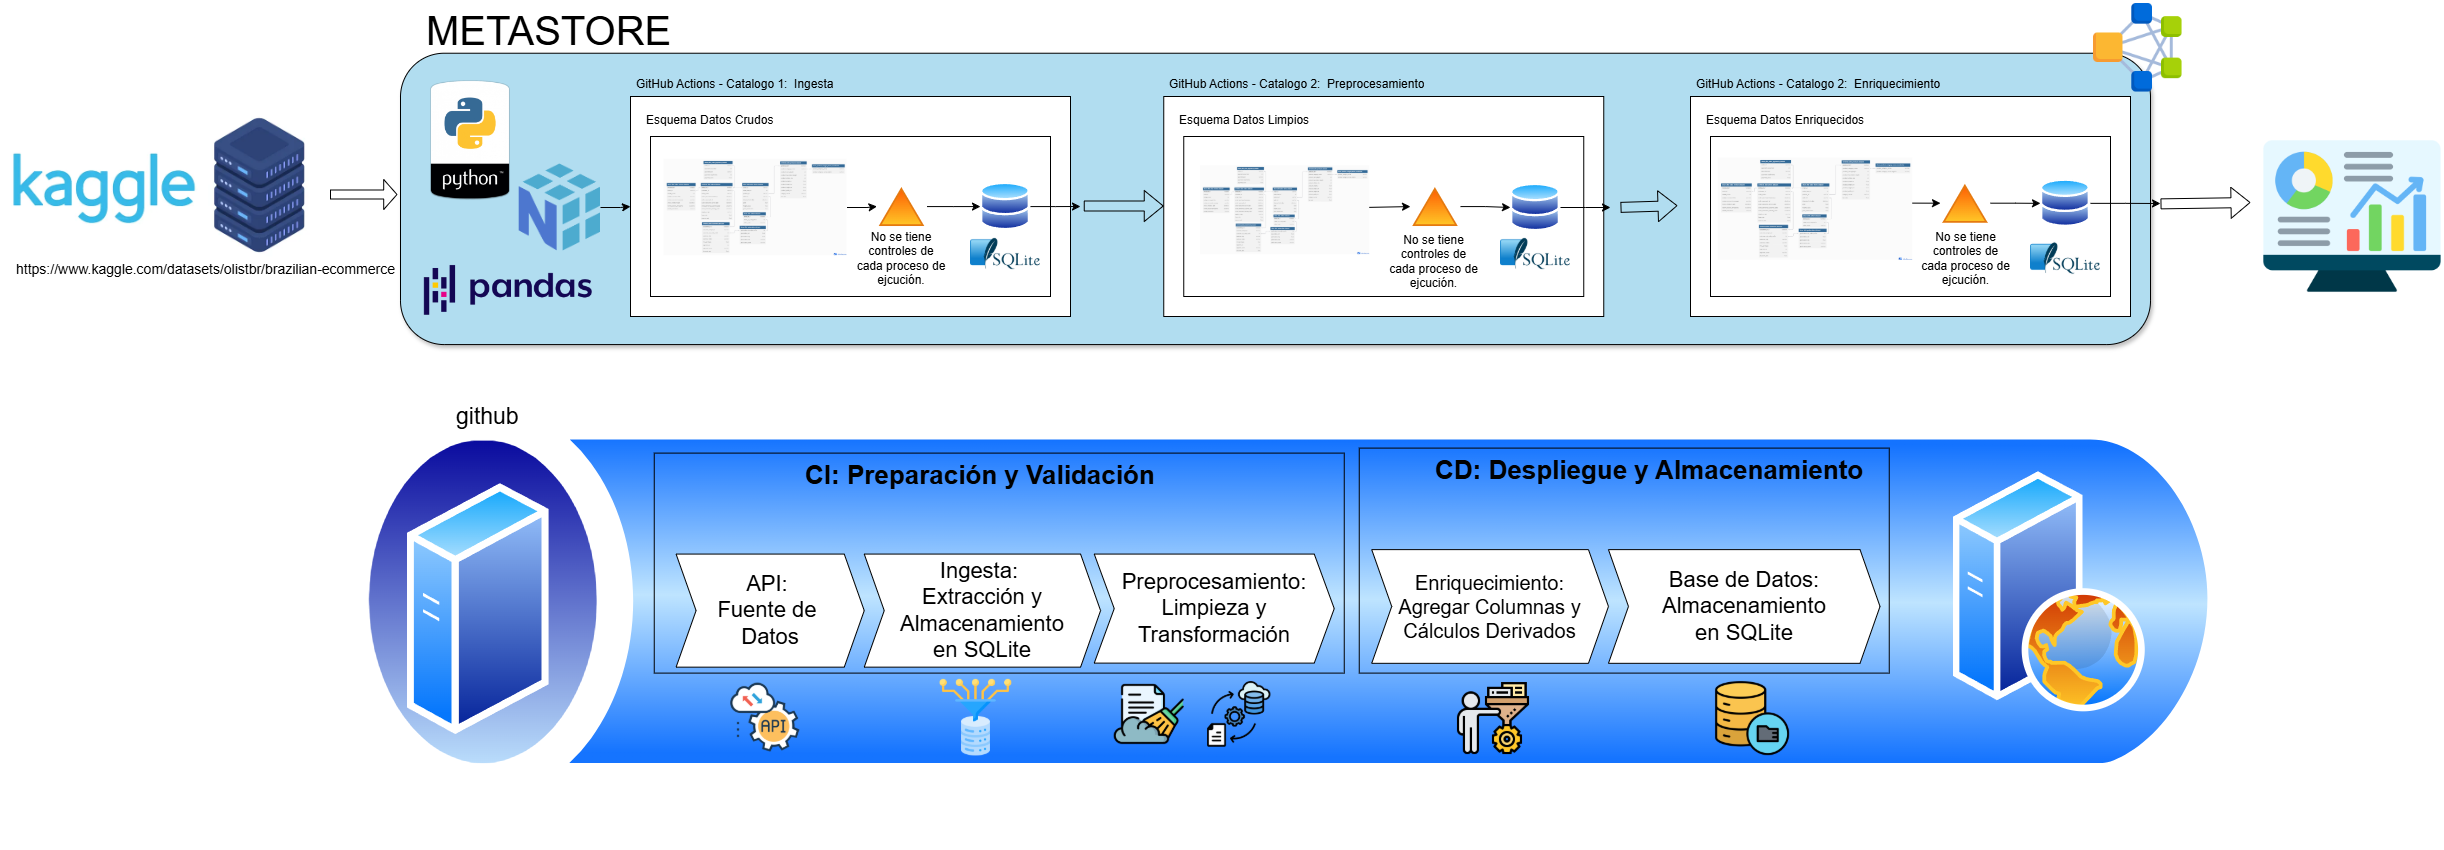 METASTORE
GitHub Actions - Catalogo 1:  Ingesta
GitHub Actions - Catalogo 2:  Preprocesamiento
GitHub Actions - Catalogo 2:  Enriquecimiento
Esquema Datos Crudos
Esquema Datos Limpios
Esquema Datos Enriquecidos
kaggle
https://www.kaggle.com/datasets/olistbr/brazilian-ecommerce
python
pandas
No se tiene
controles de
cada proceso de
ejcución.
SQLite
No se tiene
controles de
cada proceso de
ejcución.
SQLite
No se tiene
controles de
cada proceso de
ejcución.
SQLite
github
CI: Preparación y Validación
CD: Despliegue y Almacenamiento
API:
Fuente de
Datos
Ingesta:
Extracción y
Almacenamiento
en SQLite
Preprocesamiento:
Limpieza y
Transformación
Enriquecimiento:
Agregar Columnas y
Cálculos Derivados
Base de Datos:
Almacenamiento
en SQLite
API